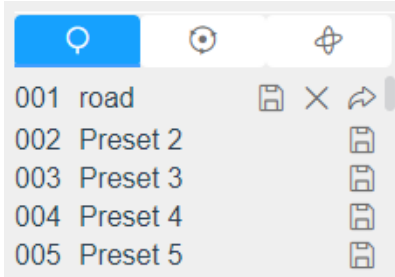 001 road
002 Preset 2
003 Preset 3
004 Preset 4
005 Preset 5